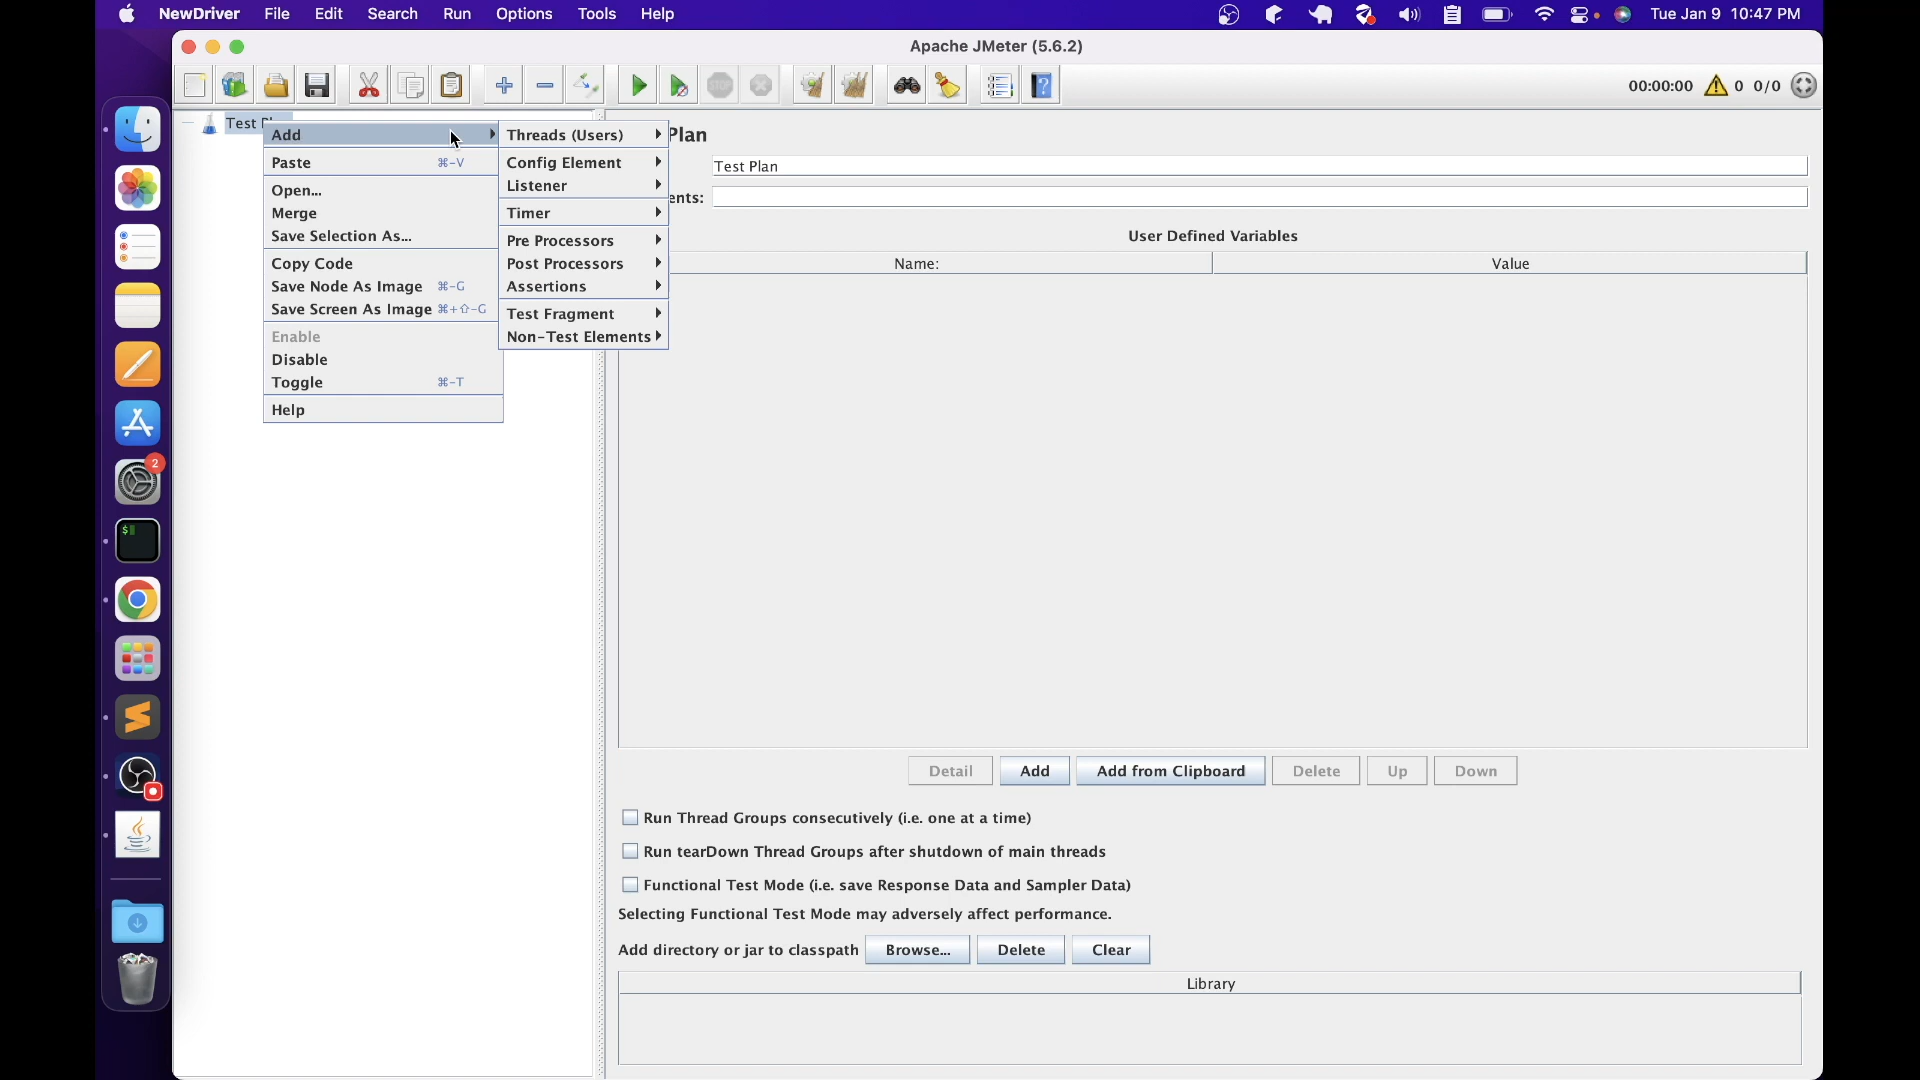 NewDriver File Edit Search Run Options Tools Help Tue Jan 9 10:47 PM
Apache JMeter (5.6.2)
STOP
00:00:00 0 0/0
Test Pl
Add
Paste ⌘-V
Open...
Merge
Save Selection As...
Copy Code
Save Node As Image ⌘-G
Save Screen As Image ⌘+⇧-G
Enable
Disable
Toggle ⌘-T
Help
Threads (Users)
Config Element
Listener
Timer
Pre Processors
Post Processors
Assertions
Test Fragment
Non-Test Elements
Plan
Test Plan
ents:
User Defined Variables
Name: Value
2
$
Detail Add Add from Clipboard Delete Up Down
Run Thread Groups consecutively (i.e. one at a time)
Run tearDown Thread Groups after shutdown of main threads
Functional Test Mode (i.e. save Response Data and Sampler Data)
Selecting Functional Test Mode may adversely affect performance.
Add directory or jar to classpath Browse... Delete Clear
Library